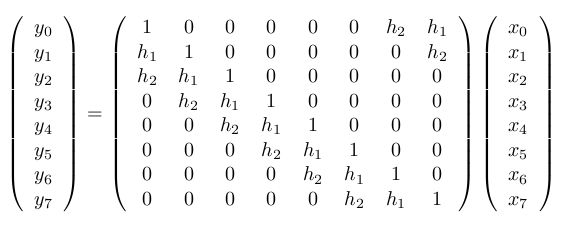 y₀ 1 0 0 0 0 0 h₂ h₁ x₀
y₁ h₁ 1 0 0 0 0 0 h₂ x₁
y₂ h₂ h₁ 1 0 0 0 0 0 x₂
y₃ 0 h₂ h₁ 1 0 0 0 0 x₃
y₄ = 0 0 h₂ h₁ 1 0 0 0 x₄
y₅ 0 0 0 h₂ h₁ 1 0 0 x₅
y₆ 0 0 0 0 h₂ h₁ 1 0 x₆
y₇ 0 0 0 0 0 h₂ h₁ 1 x₇